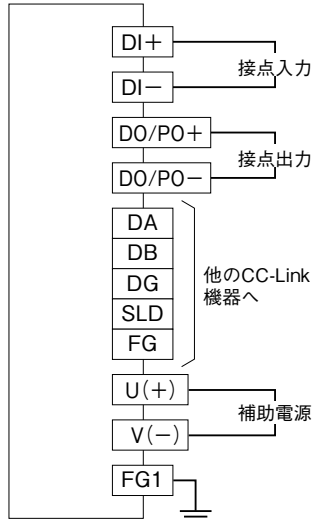 DI＋
接点入力
DI－
DO/PO＋
接点出力
DO/PO－
DA
DB
DG
SLD
FG
他のCC-Link
機器へ
U(＋)
補助電源
V(－)
FG1